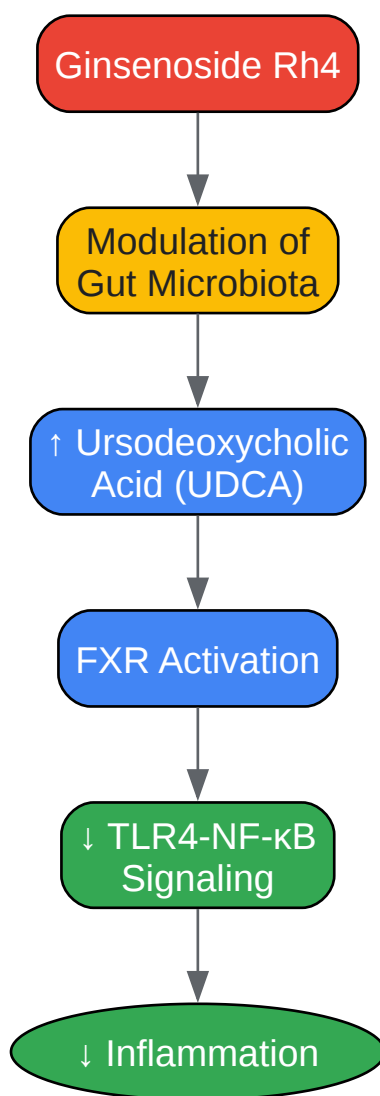 Ginsenoside Rh4
Modulation of
Gut Microbiota
↑ Ursodeoxycholic
Acid (UDCA)
FXR Activation
↓ TLR4-NF-κB
Signaling
↓ Inflammation